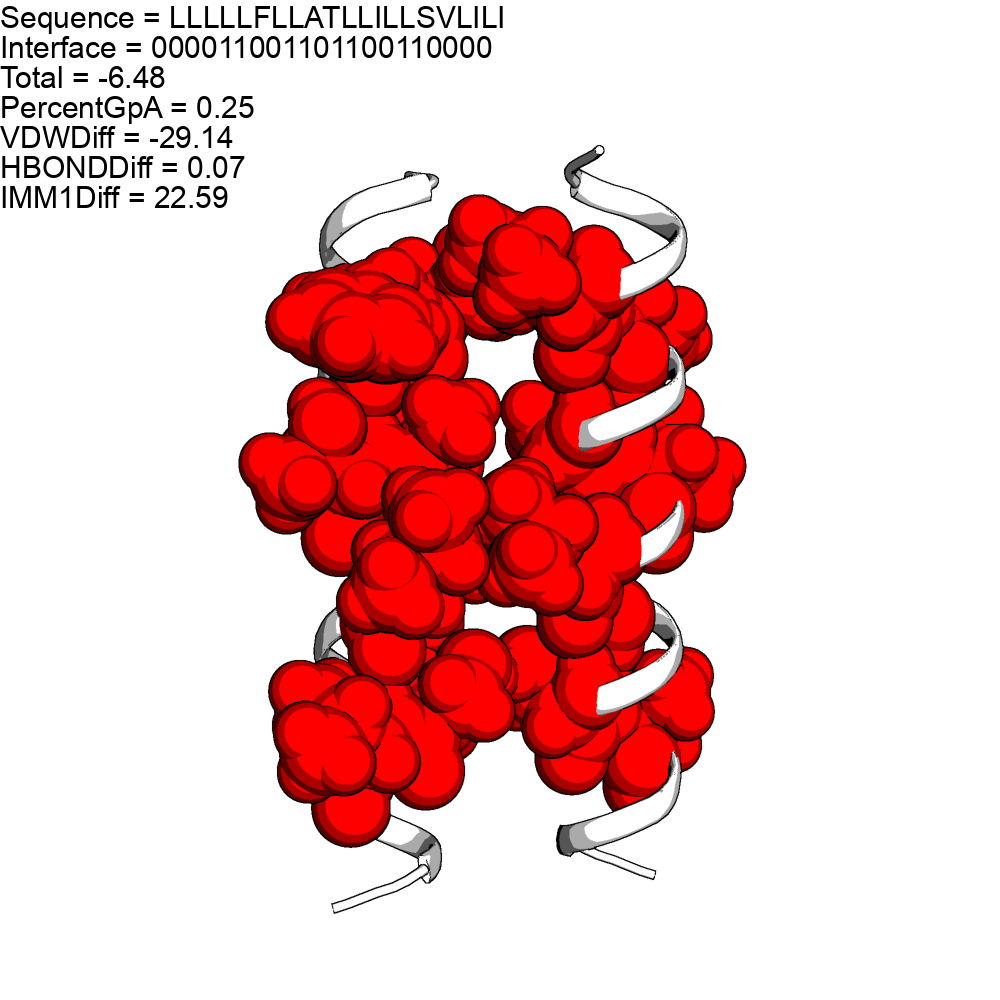 Sequence = LLLLLFLLATLLILLSVLILI
Interface = 000011001101100110000
Total = -6.48
PercentGpA = 0.25
VDWDiff = -29.14
HBONDDiff = 0.07
IMM1Diff = 22.59